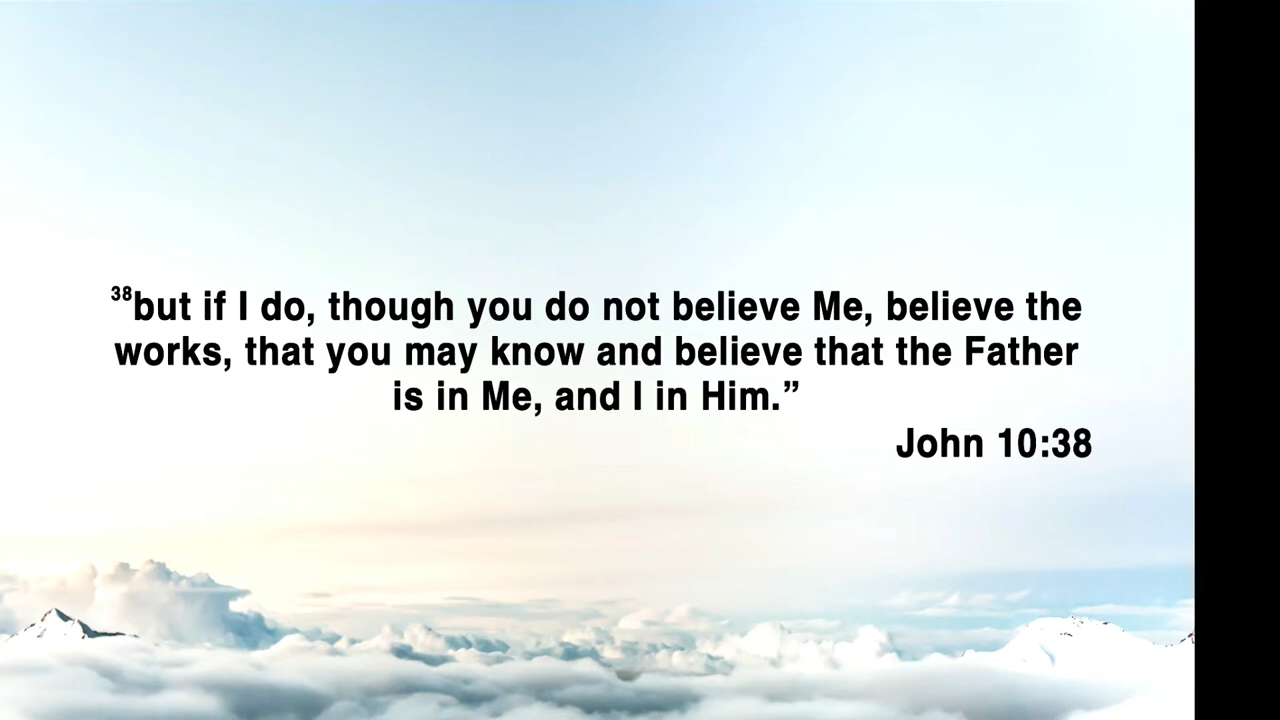 ³⁸but if I do, though you do not believe Me, believe the
works, that you may know and believe that the Father
is in Me, and I in Him.”
John 10:38